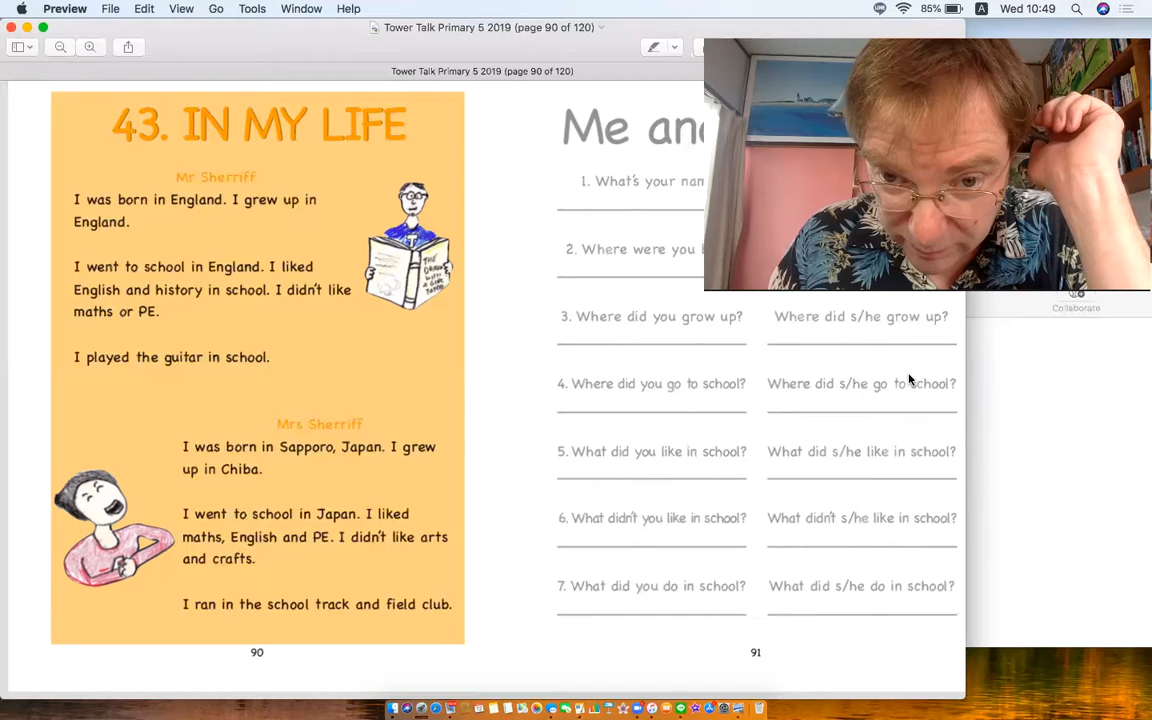 Preview File Edit View Go Tools Window Help
85% A Wed 10:49
Tower Talk Primary 5 2019 (page 90 of 120)
Tower Talk Primary 5 2019 (page 90 of 120)
43. IN MY LIFE
Mr Sherriff
I was born in England. I grew up in
England.
I went to school in England. I liked
English and history in school. I didn't like
maths or PE.
I played the guitar in school.
Mrs Sherriff
I was born in Sapporo, Japan. I grew
up in Chiba.
I went to school in Japan. I liked
maths, English and PE. I didn't like arts
and crafts.
I ran in the school track and field club.
90
Me and
1. What's your nam
2. Where were you b
3. Where did you grow up? Where did s/he grow up?
4. Where did you go to school? Where did s/he go to school?
5. What did you like in school? What did s/he like in school?
6. What didn't you like in school? What didn't s/he like in school?
7. What did you do in school? What did s/he do in school?
91
Collaborate